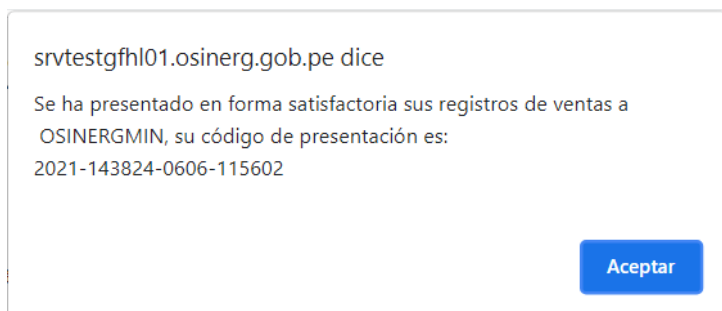 srvtestgfhl01.osinerg.gob.pe dice
Se ha presentado en forma satisfactoria sus registros de ventas a
OSINERGMIN, su código de presentación es:
2021-143824-0606-115602
Aceptar